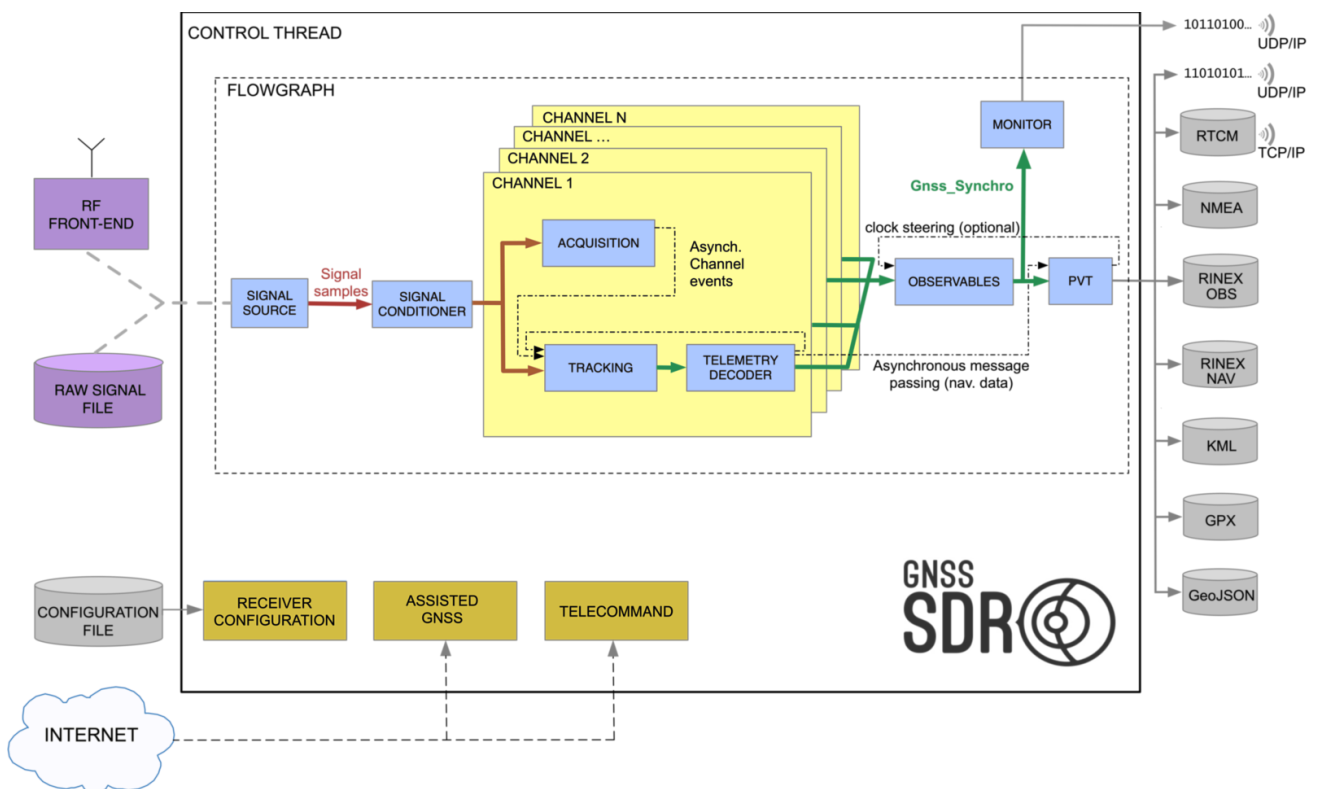 CONTROL THREAD
FLOWGRAPH
RF
FRONT-END
RAW SIGNAL
FILE
SIGNAL
SOURCE
Signal
samples
SIGNAL
CONDITIONER
CHANNEL N
CHANNEL ...
CHANNEL 2
CHANNEL 1
ACQUISITION
Asynch.
Channel
events
TRACKING
TELEMETRY
DECODER
MONITOR
Gnss_Synchro
clock steering (optional)
OBSERVABLES
PVT
Asynchronous message
passing (nav. data)
10110100...
UDP/IP
11010101...
UDP/IP
RTCM
TCP/IP
NMEA
RINEX
OBS
RINEX
NAV
KML
GPX
GeoJSON
CONFIGURATION
FILE
RECEIVER
CONFIGURATION
ASSISTED
GNSS
TELECOMMAND
GNSS
SDR
INTERNET